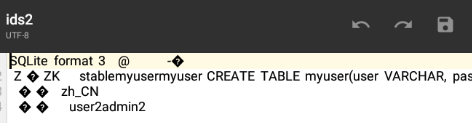 ids2
UTF-8
SQLite format 3 @ -�
Z � ZK stablemyusermyuser CREATE TABLE myuser(user VARCHAR, pas
� � zh_CN
� � user2admin2